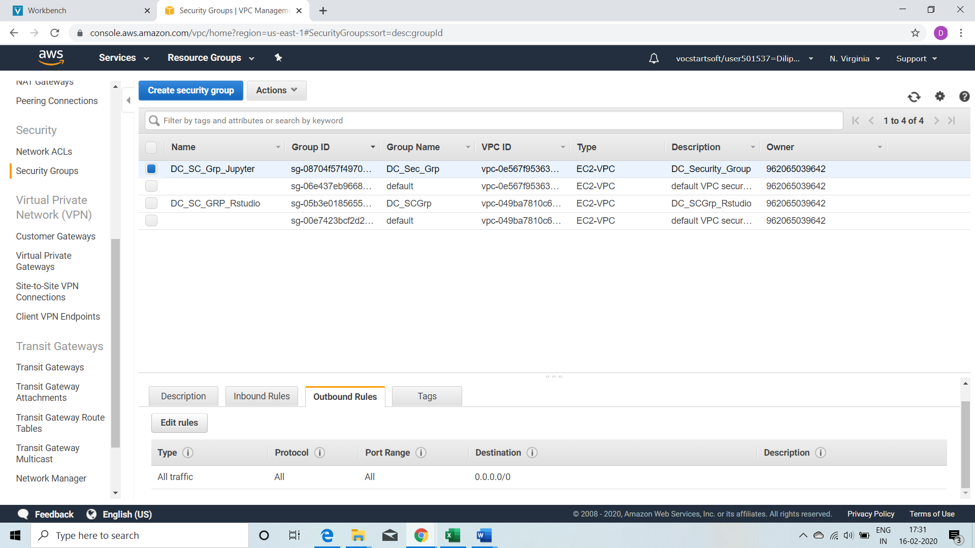 Workbench
Security Groups | VPC Managem
console.aws.amazon.com/vpc/home?region=us-east-1#SecurityGroups:sort=desc:groupId
D
aws Services Resource Groups vocstartsoft/user501537=Dilip... N. Virginia Support
NAT Gateways
Peering Connections
Security
Network ACLs
Security Groups
Virtual Private
Network (VPN)
Customer Gateways
Virtual Private
Gateways
Site-to-Site VPN
Connections
Client VPN Endpoints
Transit Gateways
Transit Gateways
Transit Gateway
Attachments
Transit Gateway Route
Tables
Transit Gateway
Multicast
Network Manager
Create security group Actions
Filter by tags and attributes or search by keyword
1 to 4 of 4
Name Group ID Group Name VPC ID Type Description Owner
DC_SC_Grp_Jupyter sg-08704f57f4970... DC_Sec_Grp vpc-0e567f95363... EC2-VPC DC_Security_Group 962065039642
sg-06e437eb9668... default vpc-0e567f95363... EC2-VPC default VPC secur... 962065039642
DC_SC_GRP_Rstudio sg-05b3e0185655... DC_SCGrp vpc-049ba7810c6... EC2-VPC DC_SCGrp_Rstudio 962065039642
sg-00e7423bcf2d2... default vpc-049ba7810c6... EC2-VPC default VPC secur... 962065039642
Description Inbound Rules Outbound Rules Tags
Edit rules
Type Protocol Port Range Destination Description
All traffic All All 0.0.0.0/0
Feedback English (US) © 2008 - 2020, Amazon Web Services, Inc. or its affiliates. All rights reserved. Privacy Policy Terms of Use
Type here to search
ENG
IN
17:31
16-02-2020
3